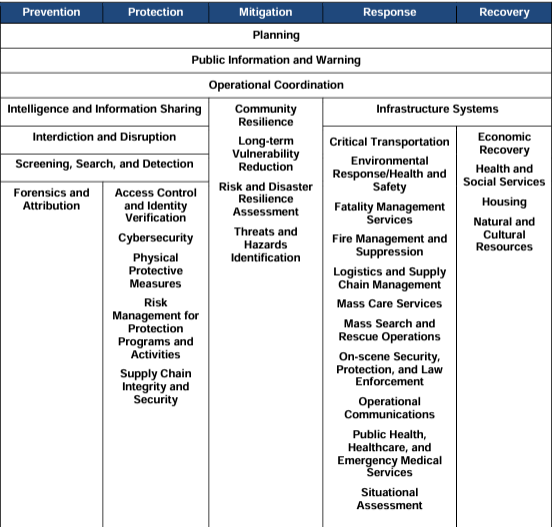 Prevention
Protection
Mitigation
Response
Recovery
Planning
Public Information and Warning
Operational Coordination
Intelligence and Information Sharing
Interdiction and Disruption
Screening, Search, and Detection
Forensics and
Attribution
Access Control
and Identity
Verification
Cybersecurity
Physical
Protective
Measures
Risk
Management for
Protection
Programs and
Activities
Supply Chain
Integrity and
Security
Community
Resilience
Long-term
Vulnerability
Reduction
Risk and Disaster
Resilience
Assessment
Threats and
Hazards
Identification
Infrastructure Systems
Critical Transportation
Environmental
Response/Health and
Safety
Fatality Management
Services
Fire Management and
Suppression
Logistics and Supply
Chain Management
Mass Care Services
Mass Search and
Rescue Operations
On-scene Security,
Protection, and Law
Enforcement
Operational
Communications
Public Health,
Healthcare, and
Emergency Medical
Services
Situational
Assessment
Economic
Recovery
Health and
Social Services
Housing
Natural and
Cultural
Resources